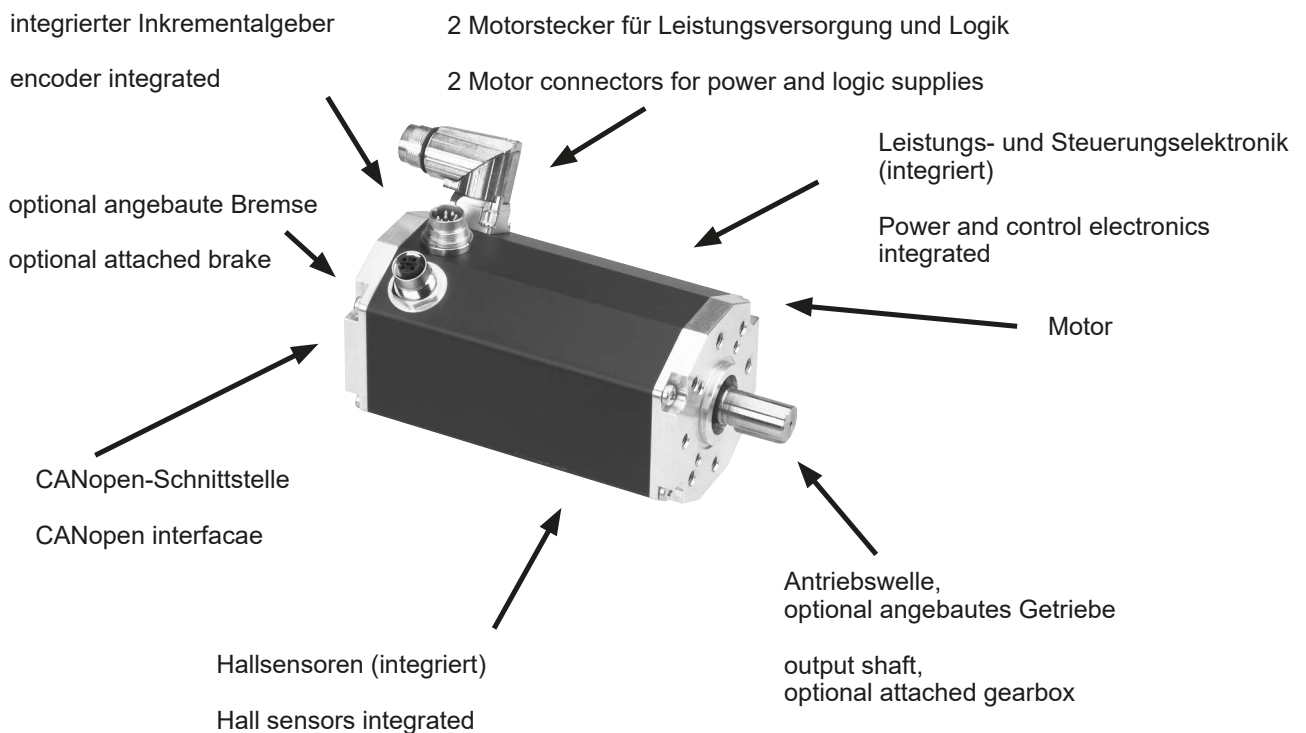 integrierter Inkrementalgeber
encoder integrated
2 Motorstecker für Leistungsversorgung und Logik
2 Motor connectors for power and logic supplies
Leistungs- und Steuerungselektronik
(integriert)
Power and control electronics
integrated
optional angebaute Bremse
optional attached brake
Motor
CANopen-Schnittstelle
CANopen interfacae
Antriebswelle,
optional angebautes Getriebe
output shaft,
optional attached gearbox
Hallsensoren (integriert)
Hall sensors integrated